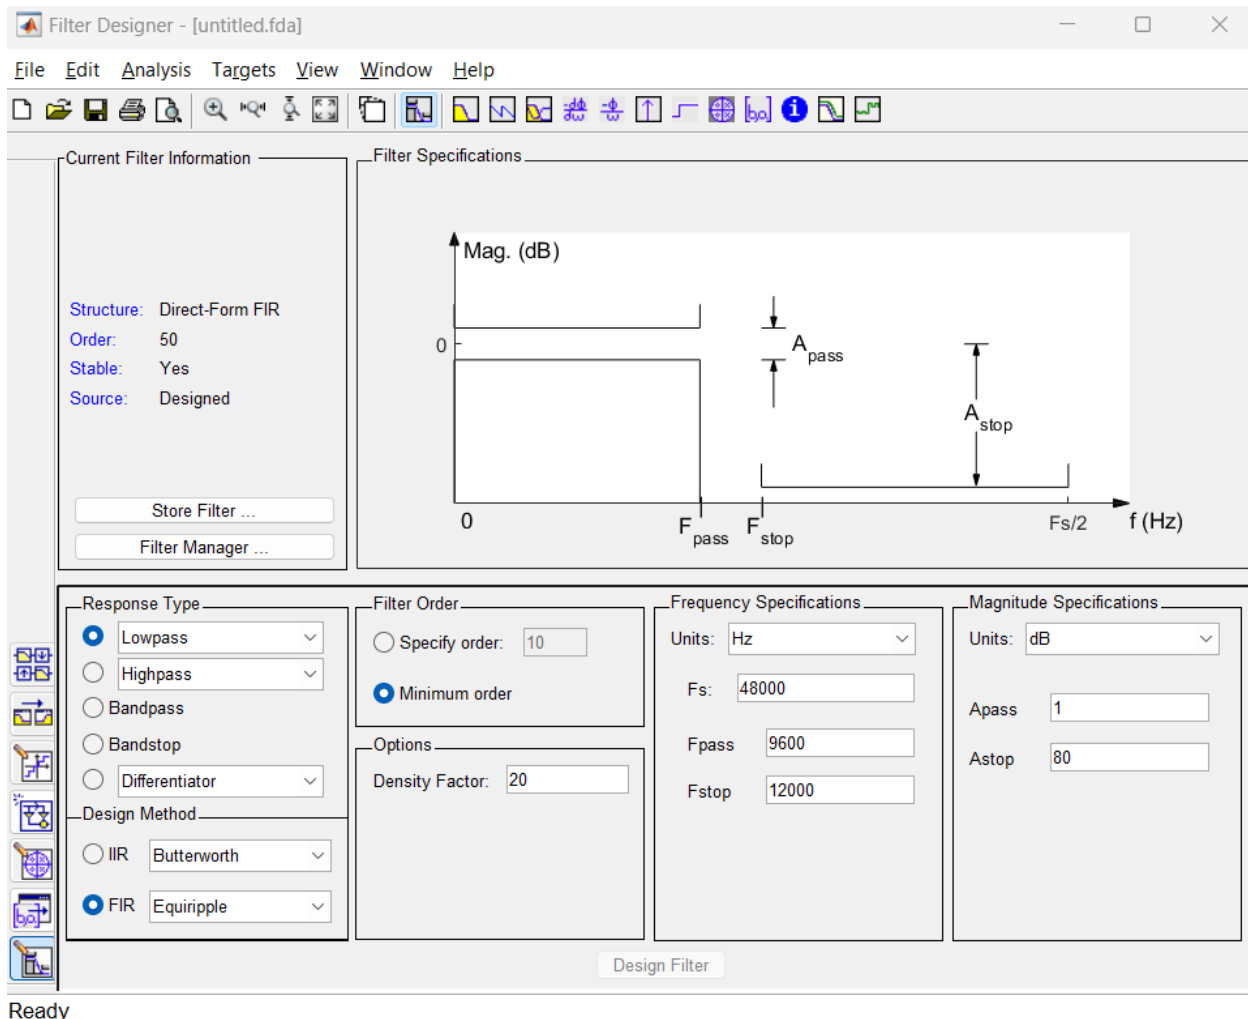 Filter Designer - [untitled.fda]
File Edit Analysis Targets View Window Help
Current Filter Information
Structure: Direct-Form FIR
Order: 50
Stable: Yes
Source: Designed
Store Filter ...
Filter Manager ...
Filter Specifications
Mag. (dB)
0
A pass
A stop
0
F pass
F stop
Fs/2
f (Hz)
Response Type
Lowpass
Highpass
Bandpass
Bandstop
Differentiator
Design Method
IIR Butterworth
FIR Equiripple
Filter Order
Specify order: 10
Minimum order
Options
Density Factor: 20
Frequency Specifications
Units: Hz
Fs: 48000
Fpass 9600
Fstop 12000
Magnitude Specifications
Units: dB
Apass 1
Astop 80
Design Filter
Ready